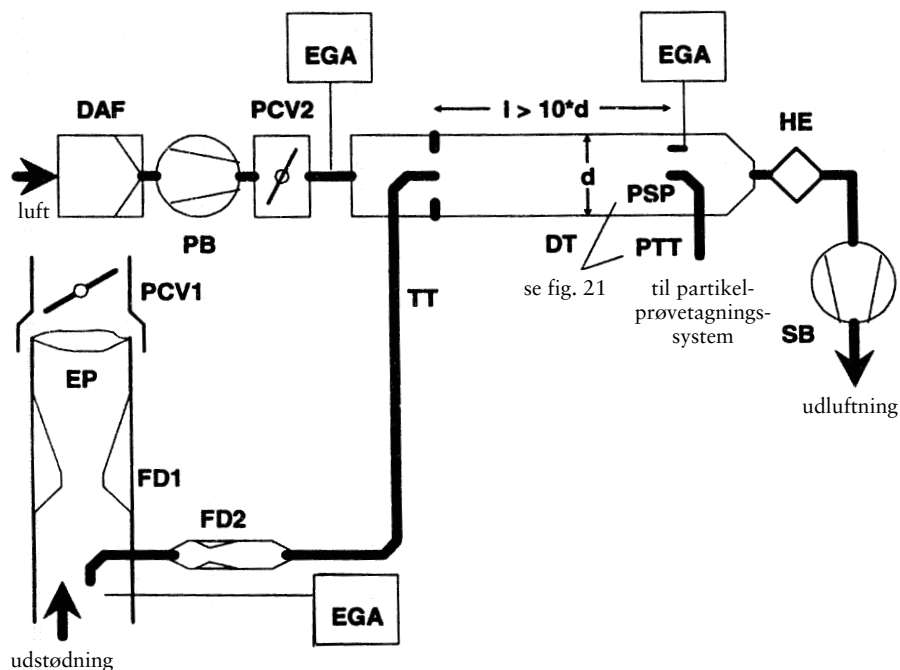 EGA
EGA
DAF
PCV2
l > 10*d
HE
luft
d
PSP
PB
DT
PTT
PCV1
TT
se fig. 21
til partikel-
prøvetagnings-
system
SB
EP
udluftning
FD1
FD2
EGA
udstødning